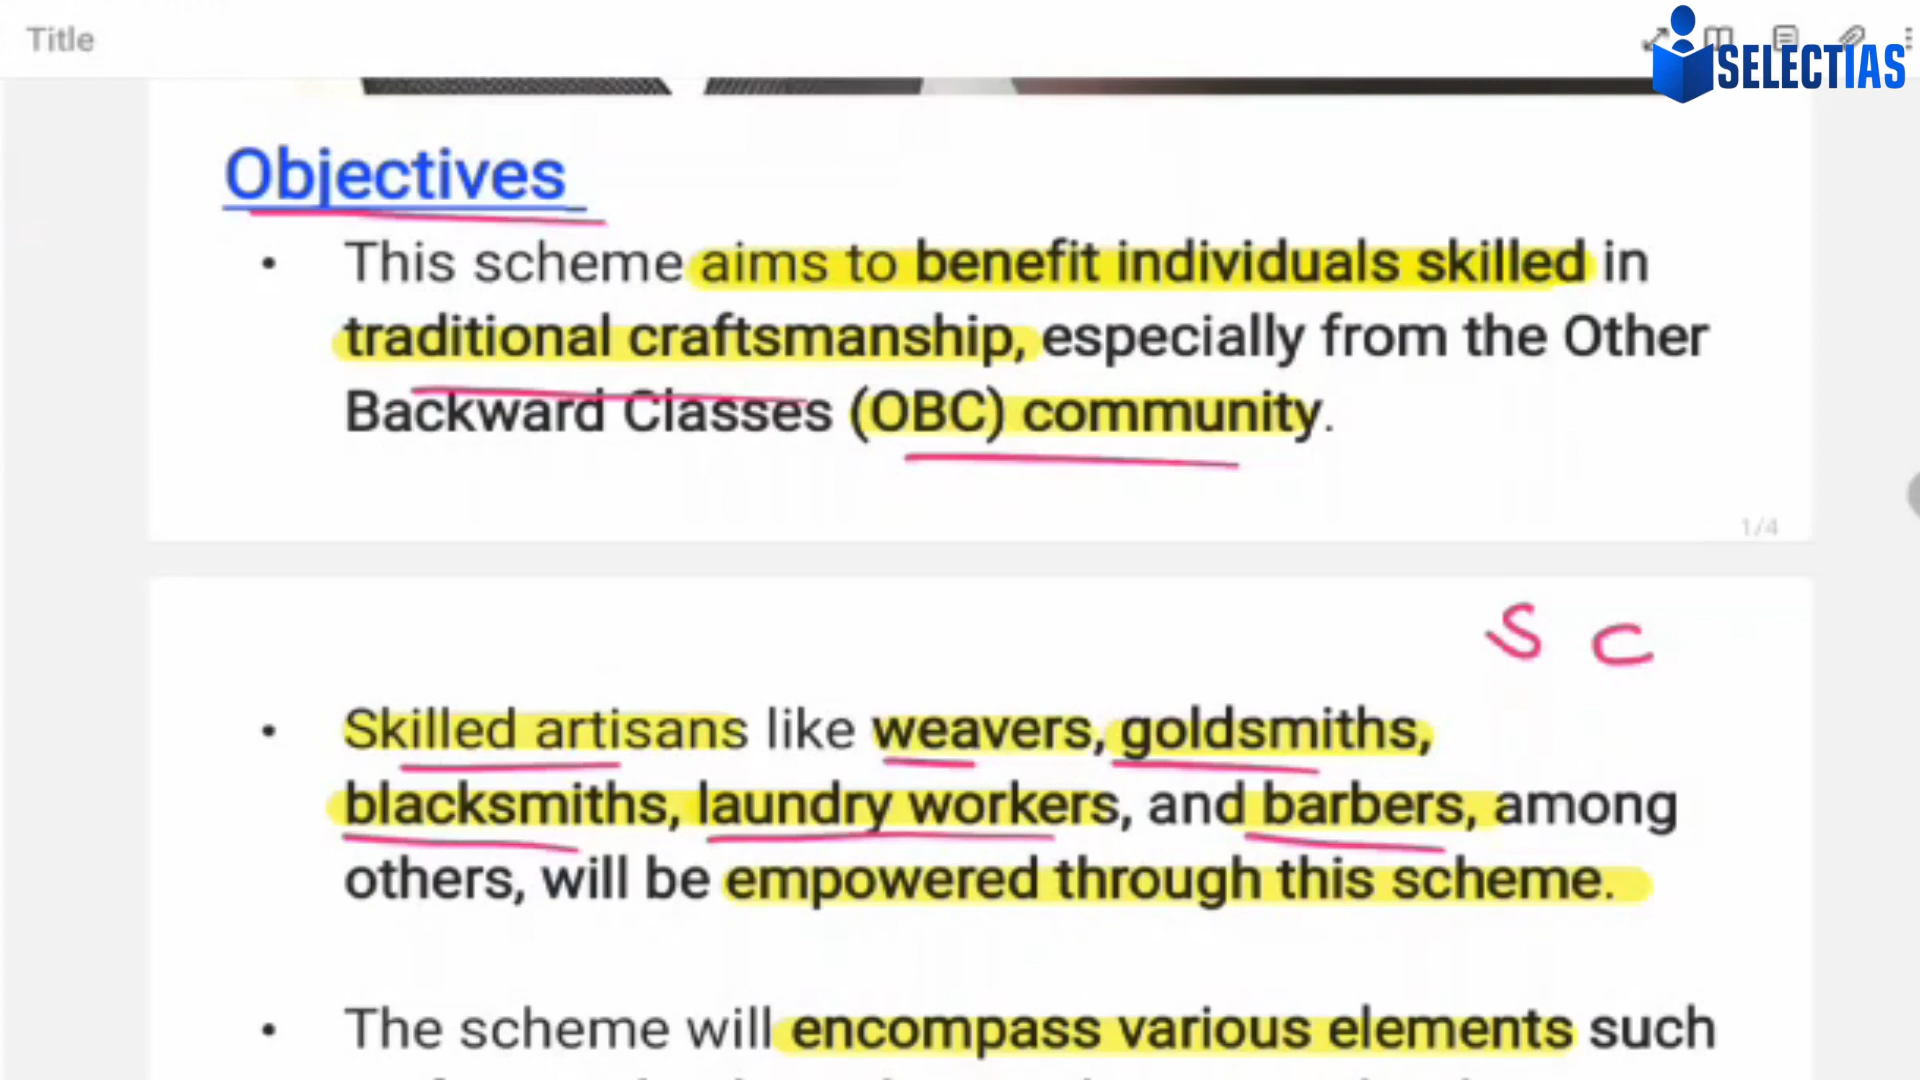 Title
SELECTIAS
Objectives
• This scheme aims to benefit individuals skilled in
traditional craftsmanship, especially from the Other
Backward Classes (OBC) community.
1/4
S C
• Skilled artisans like weavers, goldsmiths,
blacksmiths, laundry workers, and barbers, among
others, will be empowered through this scheme.
• The scheme will encompass various elements such